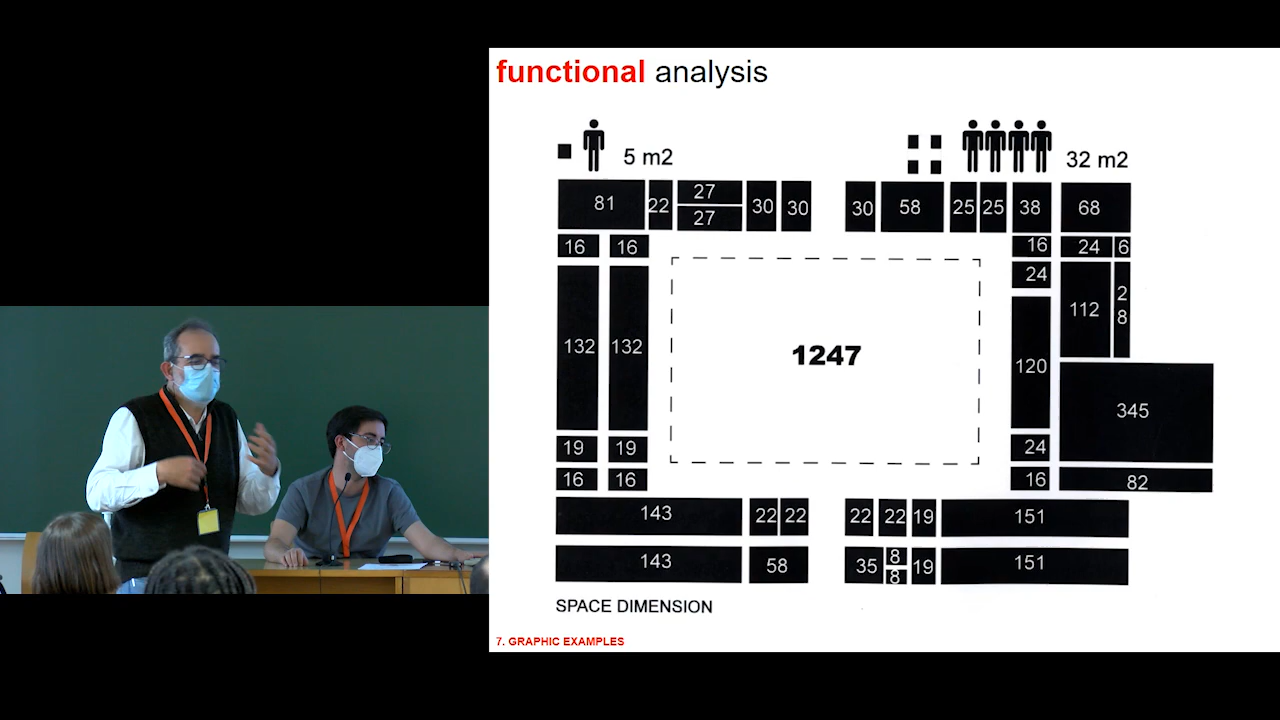 functional analysis
5 m2
32 m2
81 22 27 30 30 30 58 25 25 38 68
27
16 16 16 24 6
24
112 28
132 132 1247 120
345
19 19 24
16 16 16 82
143 22 22 22 22 19 151
143 58 35 8 19 151
8
SPACE DIMENSION
7. GRAPHIC EXAMPLES